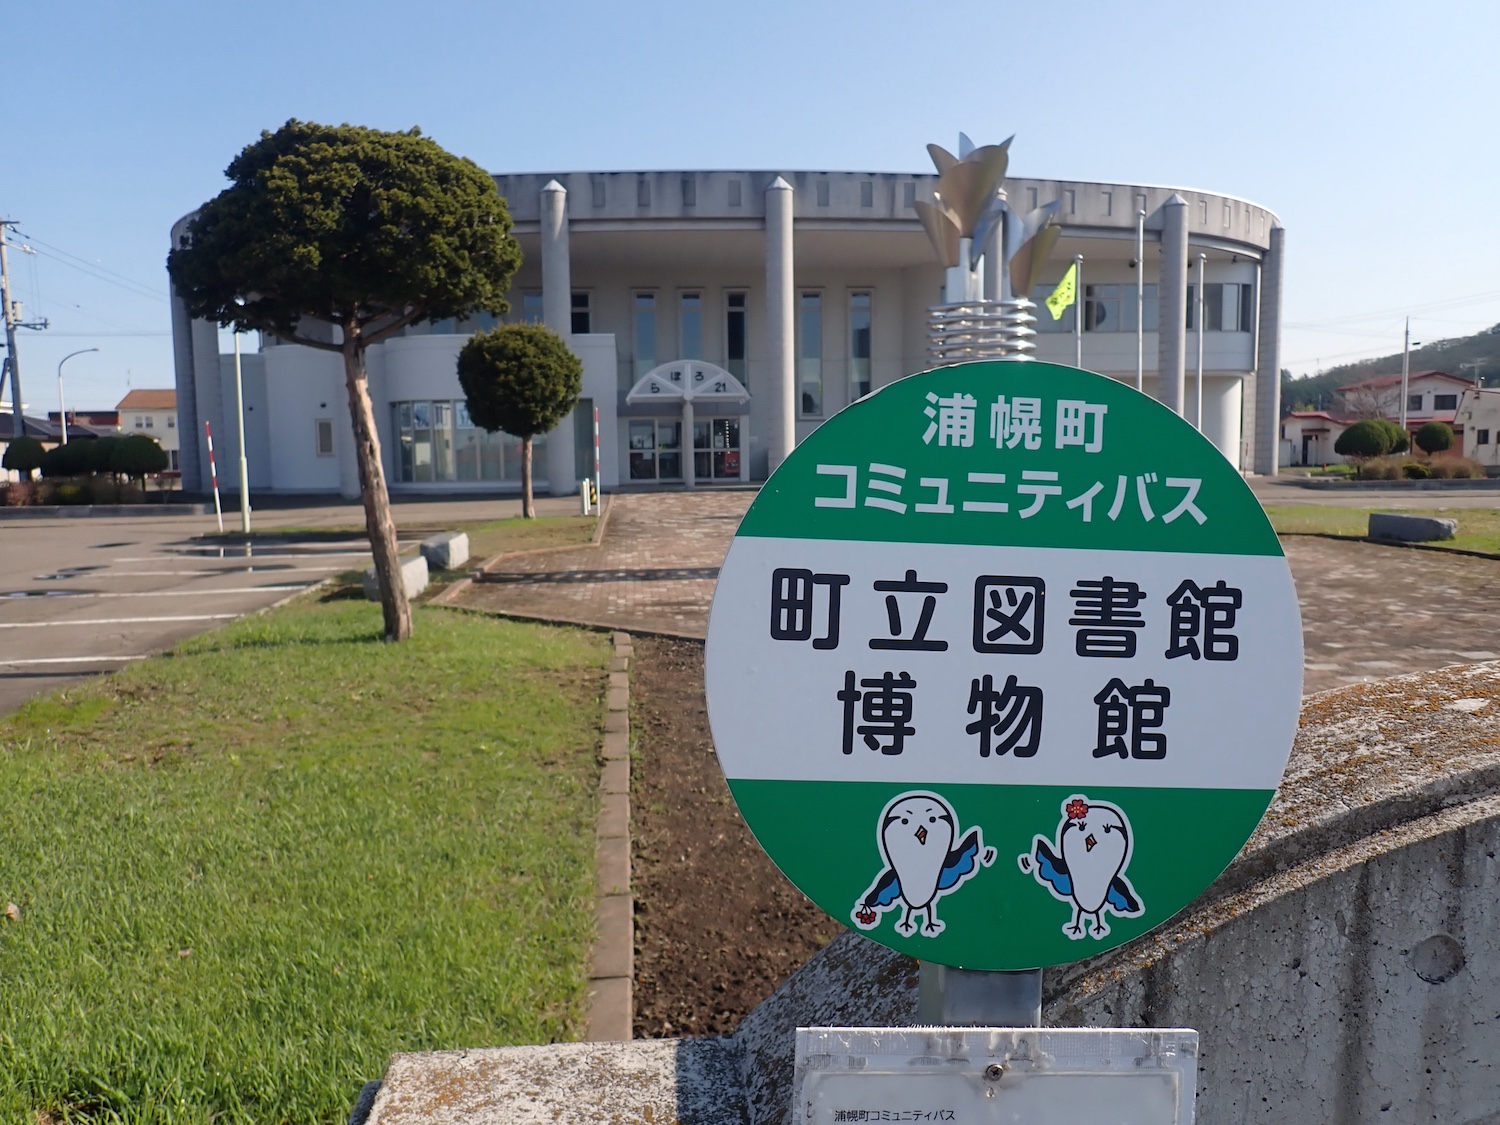 らぽろ21
浦幌町
コミュニティバス
町立図書館
博物館
浦幌町コミュニティバス